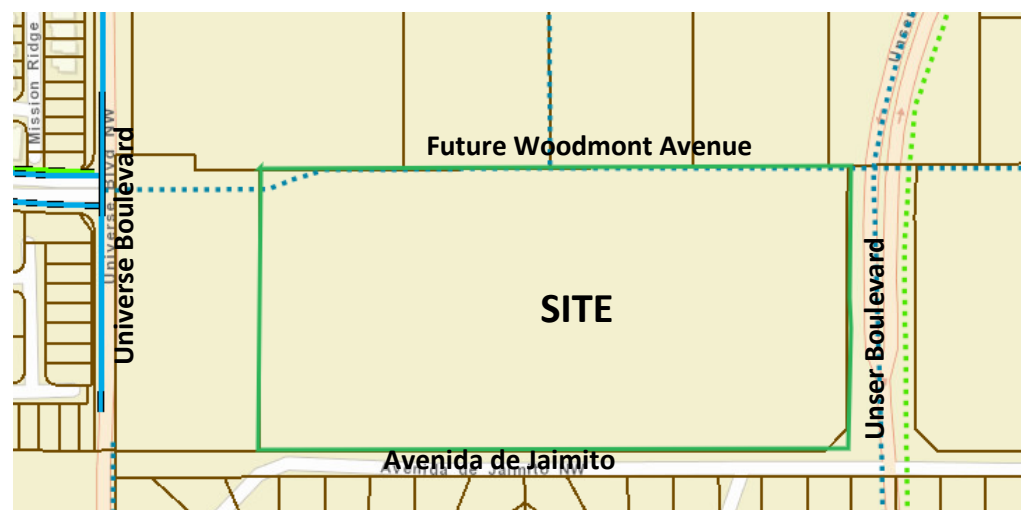 Mission Ridge
Unser
Future Woodmont Avenue
Universe Blvd NW
Universe Boulevard
SITE
Unser Boulevard
Avenida de Jaimito
Avenida de Jaimito NW